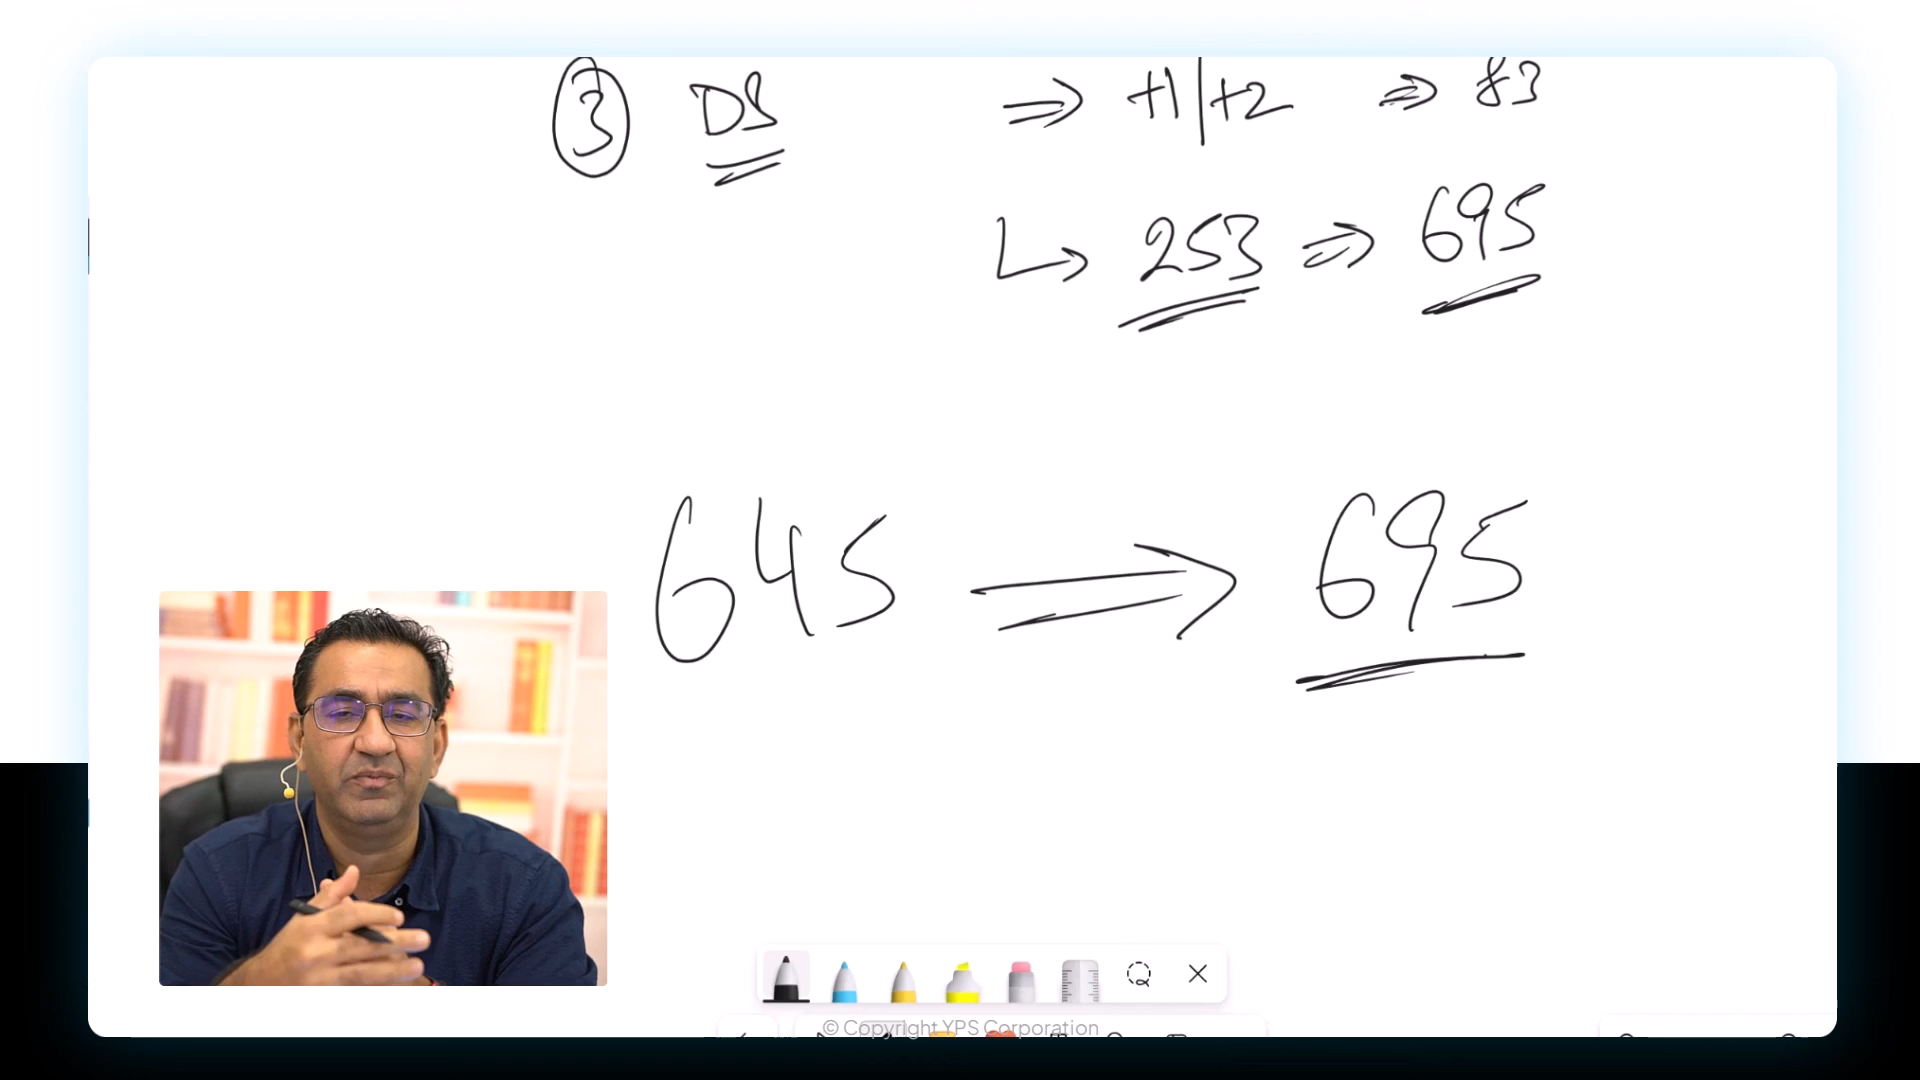 3 DS ⇒ +1|+2 ⇒ 83
↳ 253 ⇒ 695
645 ⇒ 695
© Copyright YPS Corporation